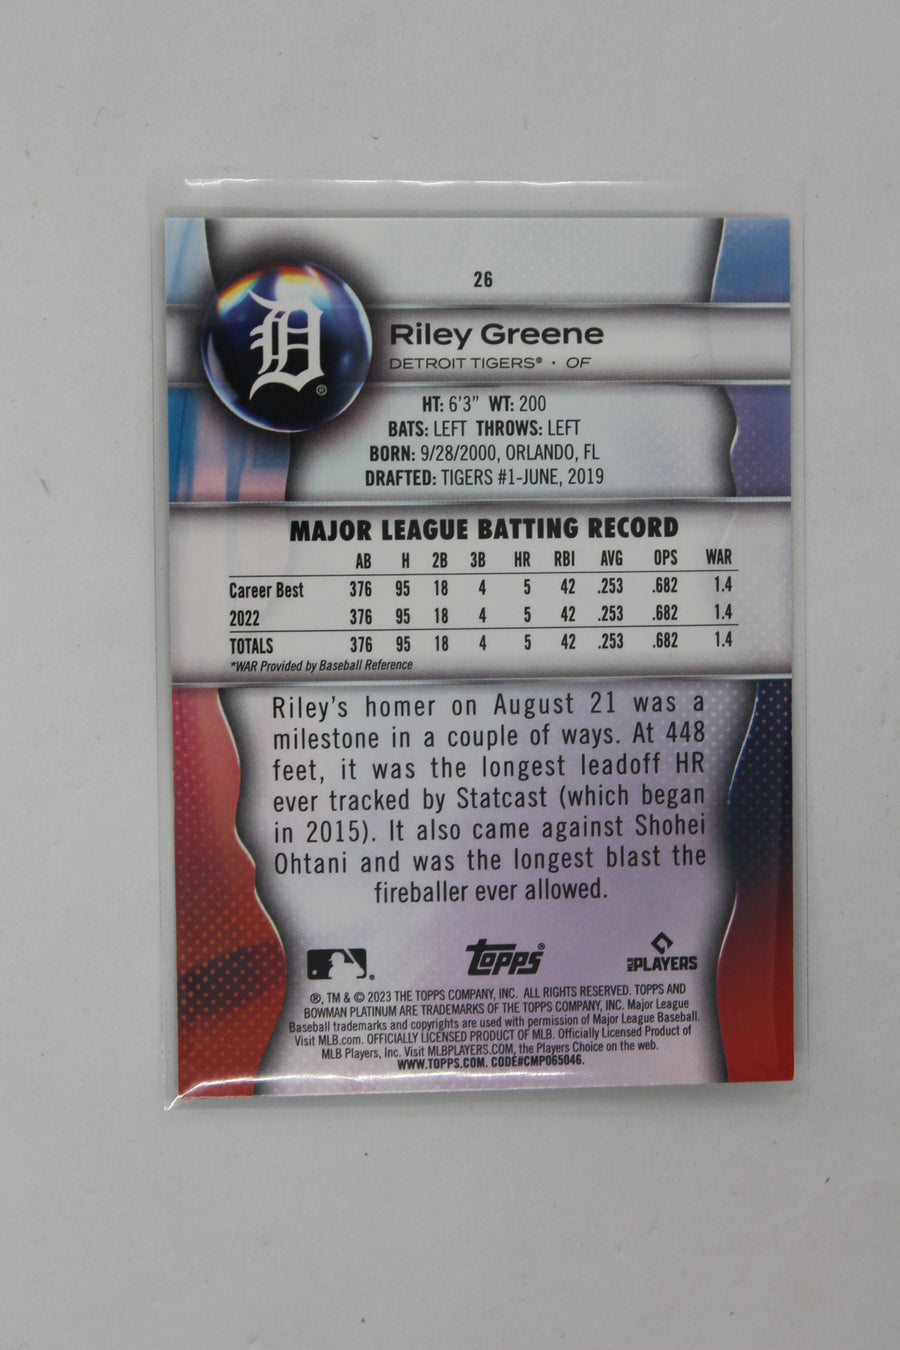 26
D®
Riley Greene
DETROIT TIGERS® · OF
HT: 6'3" WT: 200
BATS: LEFT THROWS: LEFT
BORN: 9/28/2000, ORLANDO, FL
DRAFTED: TIGERS #1-JUNE, 2019
MAJOR LEAGUE BATTING RECORD
AB H 2B 3B HR RBI AVG OPS WAR
Career Best 376 95 18 4 5 42 .253 .682 1.4
2022 376 95 18 4 5 42 .253 .682 1.4
TOTALS 376 95 18 4 5 42 .253 .682 1.4
*WAR Provided by Baseball Reference
Riley's homer on August 21 was a
milestone in a couple of ways. At 448
feet, it was the longest leadoff HR
ever tracked by Statcast (which began
in 2015). It also came against Shohei
Ohtani and was the longest blast the
fireballer ever allowed.
Topps®
MLB PLAYERS
®, TM & © 2023 THE TOPPS COMPANY, INC. ALL RIGHTS RESERVED. TOPPS AND
BOWMAN PLATINUM ARE TRADEMARKS OF THE TOPPS COMPANY, INC. Major League
Baseball trademarks and copyrights are used with permission of Major League Baseball.
Visit MLB.com. OFFICIALLY LICENSED PRODUCT OF MLB. Officially Licensed Product of
MLB Players, Inc. Visit MLBPLAYERS.COM, the Players Choice on the web.
WWW.TOPPS.COM. CODE#CMP065046.